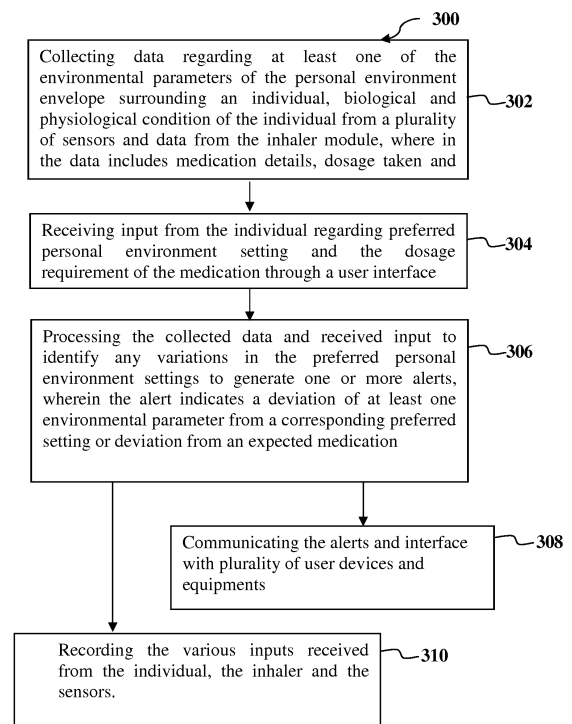 300
Collecting data regarding at least one of the
environmental parameters of the personal environment
envelope surrounding an individual, biological and
physiological condition of the individual from a plurality
of sensors and data from the inhaler module, where in
the data includes medication details, dosage taken and
302
Receiving input from the individual regarding preferred
personal environment setting and the dosage
requirement of the medication through a user interface
304
Processing the collected data and received input to
identify any variations in the preferred personal
environment settings to generate one or more alerts,
wherein the alert indicates a deviation of at least one
environmental parameter from a corresponding preferred
setting or deviation from an expected medication
306
Communicating the alerts and interface
with plurality of user devices and
equipments
308
Recording the various inputs received
from the individual, the inhaler and the
sensors.
310